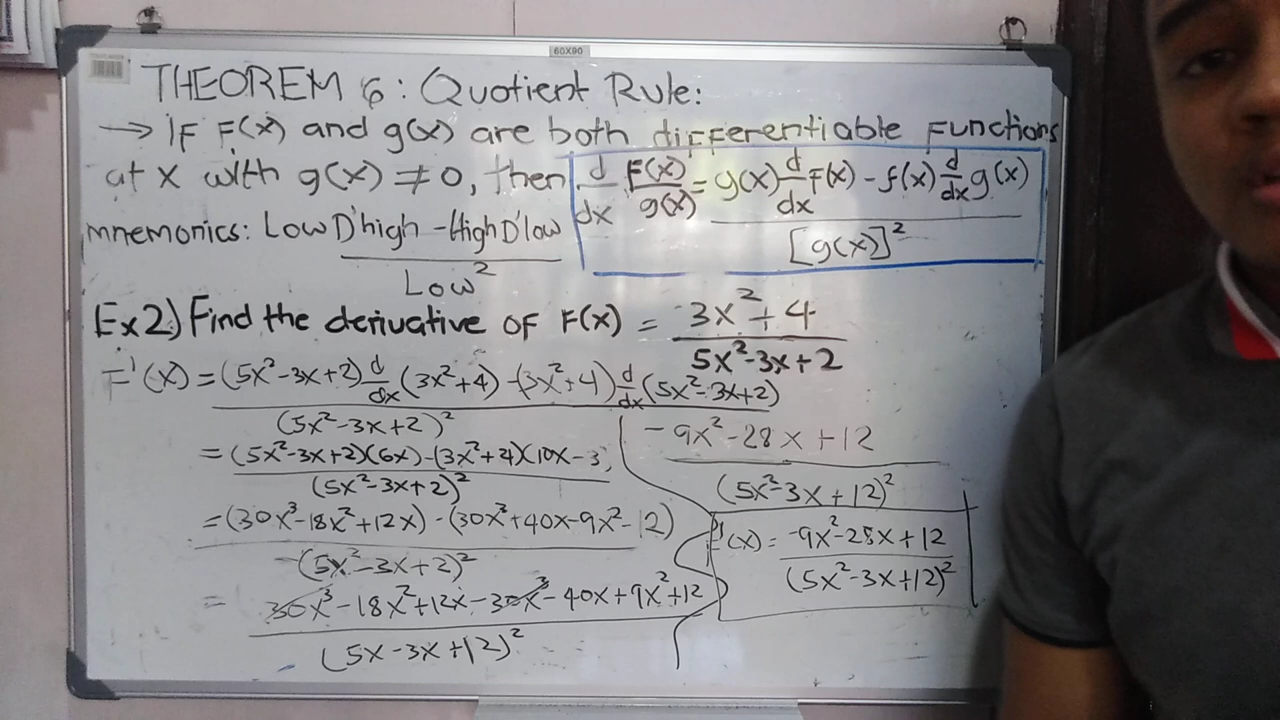 60X90
THEOREM 6: Quotient Rule:
→ IF F(x) and g(x) are both differentiable Functions
at x with g(x) ≠ 0, then d/dx F(x)/g(x) = g(x) d/dx F(x) - f(x) d/dx g(x) / [g(x)]²
mnemonics: Low D'high - High D'low / Low²
Ex 2.) Find the derivative of F(x) = 3x² + 4 / 5x² - 3x + 2
F'(x) = (5x² - 3x + 2) d/dx (3x² + 4) - (3x² + 4) d/dx (5x² - 3x + 2) / (5x² - 3x + 2)²
= (5x² - 3x + 2)(6x) - (3x² + 4)(10x - 3) / (5x² - 3x + 2)²
= (30x³ - 18x² + 12x) - (30x³ + 40x - 9x² - 12) / (5x² - 3x + 2)²
= 30x³ - 18x² + 12x - 30x³ - 40x + 9x² + 12 / (5x - 3x + 12)²
- 9x² - 28x + 12 / (5x² - 3x + 12)²
F'(x) = -9x² - 28x + 12 / (5x² - 3x + 12)²